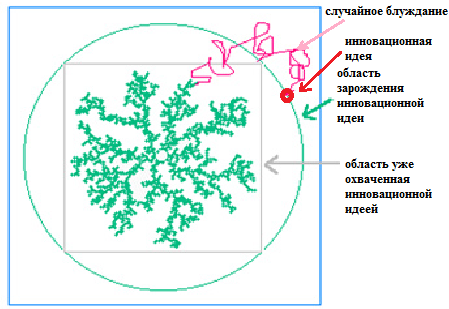 случайное блуждание
инновационная
идея
область
зарождения
инновационной
идеи
область уже
охваченная
инновационной
идеей